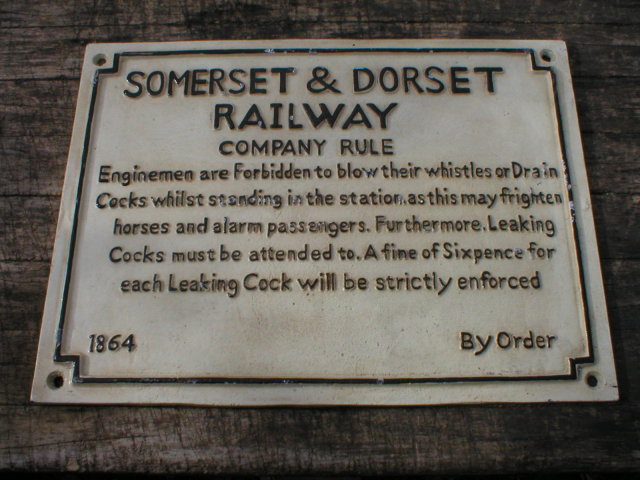 SOMERSET & DORSET
RAILWAY
COMPANY RULE
Enginemen are Forbidden to blow their whistles or Drain
Cocks whilst standing in the station.as this may frighten
horses and alarm passengers. Furthermore.Leaking
Cocks must be attended to. A fine of Sixpence for
each Leaking Cock will be strictly enforced
1864 By Order